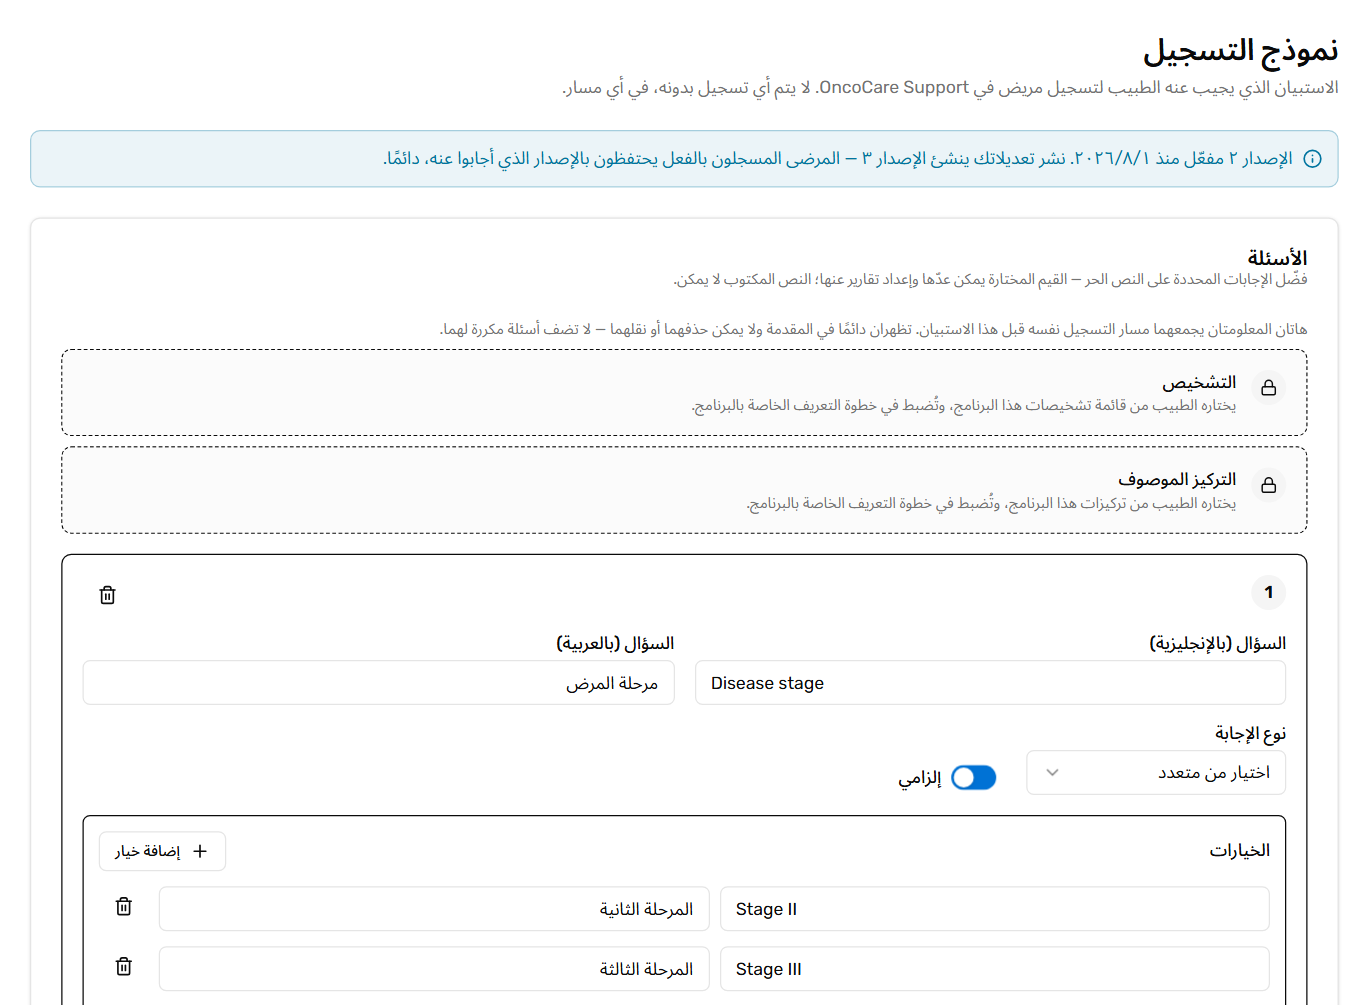 نموذج التسجيل
الاستبيان الذي يجيب عنه الطبيب لتسجيل مريض في OncoCare Support. لا يتم أي تسجيل بدونه، في أي مسار.
الإصدار ٢ مفعّل منذ ٢٠٢٦/٨/١. نشر تعديلاتك ينشئ الإصدار ٣ – المرضى المسجلون بالفعل يحتفظون بالإصدار الذي أجابوا عنه، دائمًا.
الأسئلة
فضّل الإجابات المحددة على النص الحر – القيم المختارة يمكن عدّها وإعداد تقارير عنها؛ النص المكتوب لا يمكن.
هاتان المعلومتان يجمعهما مسار التسجيل نفسه قبل هذا الاستبيان. تظهران دائمًا في المقدمة ولا يمكن حذفهما أو نقلهما – لا تضف أسئلة مكررة لهما.
التشخيص
يختاره الطبيب من قائمة تشخيصات هذا البرنامج، وتُضبط في خطوة التعريف الخاصة بالبرنامج.
التركيز الموصوف
يختاره الطبيب من تركيزات هذا البرنامج، وتُضبط في خطوة التعريف الخاصة بالبرنامج.
1
السؤال (بالإنجليزية)
Disease stage
السؤال (بالعربية)
مرحلة المرض
نوع الإجابة
اختيار من متعدد
إلزامي
الخيارات
إضافة خيار
Stage II
المرحلة الثانية
Stage III
المرحلة الثالثة